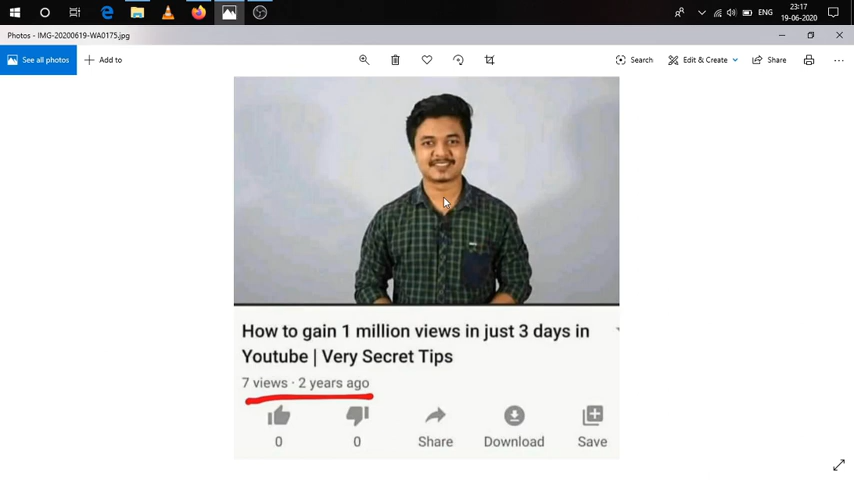 23:17
ENG
19-06-2020
Photos - IMG-20200619-WA0175.jpg
See all photos
Add to
Search
Edit & Create
Share
How to gain 1 million views in just 3 days in
Youtube | Very Secret Tips
7 views · 2 years ago
0
0
Share
Download
Save